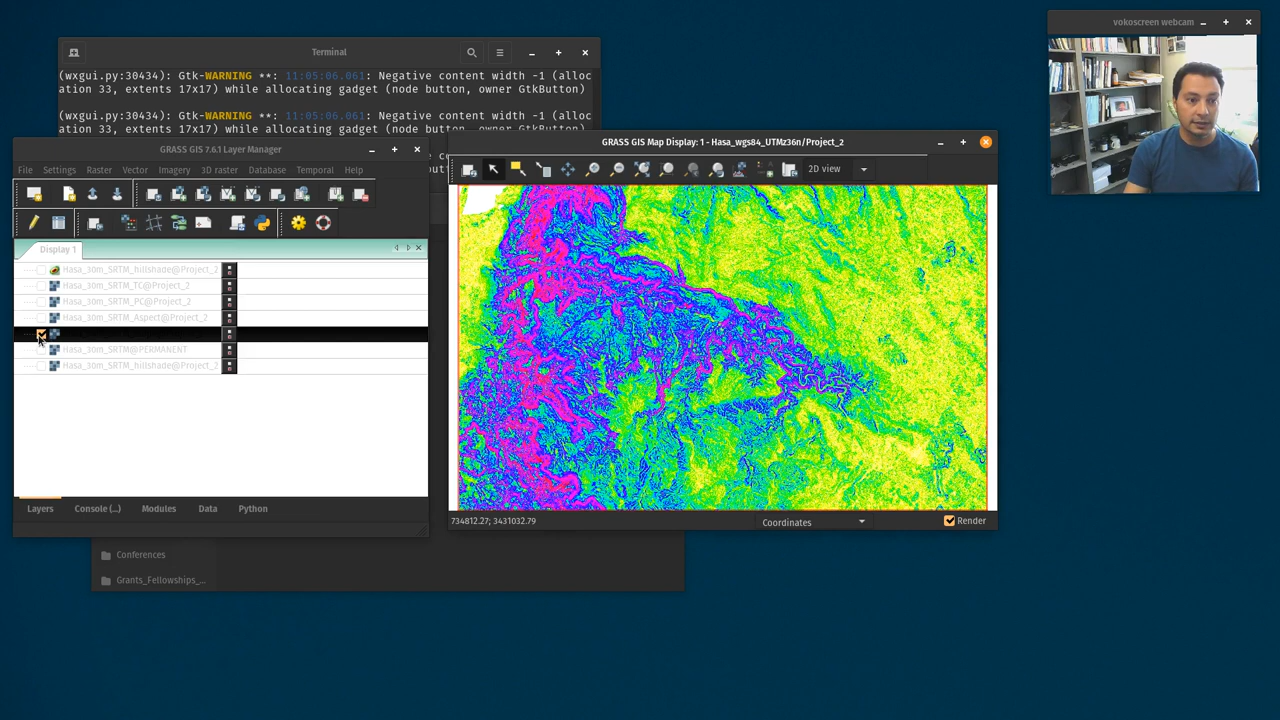 vokoscreen webcam
Terminal
(wxgui.py:30434): Gtk-WARNING **: 11:05:06.061: Negative content width -1 (alloc
ation 33, extents 17x17) while allocating gadget (node button, owner GtkButton)
(wxgui.py:30434): Gtk-WARNING **: 11:05:06.061: Negative content width -1 (alloc
ation 33, extents 17x17) while allocating gadget (node button, owner GtkButton)
GRASS GIS 7.6.1 Layer Manager
File Settings Raster Vector Imagery 3D raster Database Temporal Help
Display 1
Hasa_30m_SRTM_hillshade@Project_2
Hasa_30m_SRTM_TC@Project_2
Hasa_30m_SRTM_PC@Project_2
Hasa_30m_SRTM_Aspect@Project_2
Hasa_30m_SRTM@PERMANENT
Hasa_30m_SRTM_hillshade@Project_2
Layers Console (...) Modules Data Python
GRASS GIS Map Display: 1 - Hasa_wgs84_UTMz36n/Project_2
2D view
734812.27; 3431032.79
Coordinates
Render
Conferences
Grants_Fellowships_...